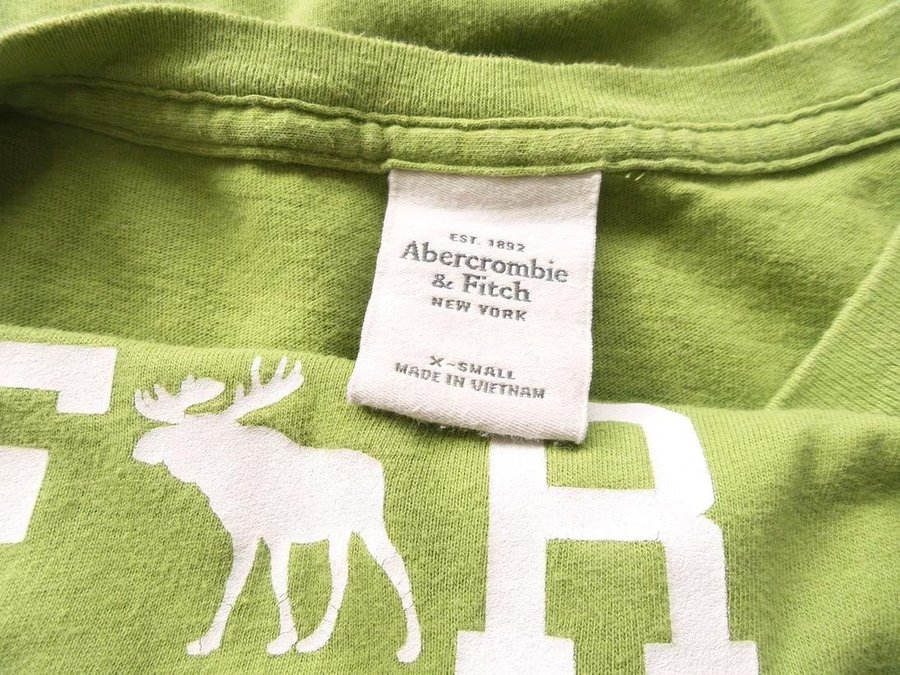 EST. 1892
Abercrombie
& Fitch
NEW YORK
X-SMALL
MADE IN VIETNAM
R